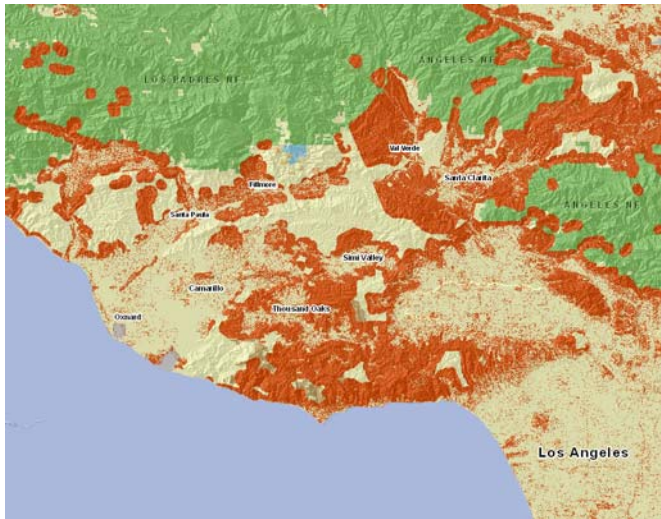 ANGELES NF
LOS PADRES NF
Val Verde
Santa Clarita
Fillmore
ANGELES NF
Santa Paula
Simi Valley
Camarillo
Thousand Oaks
Oxnard
Los Angeles